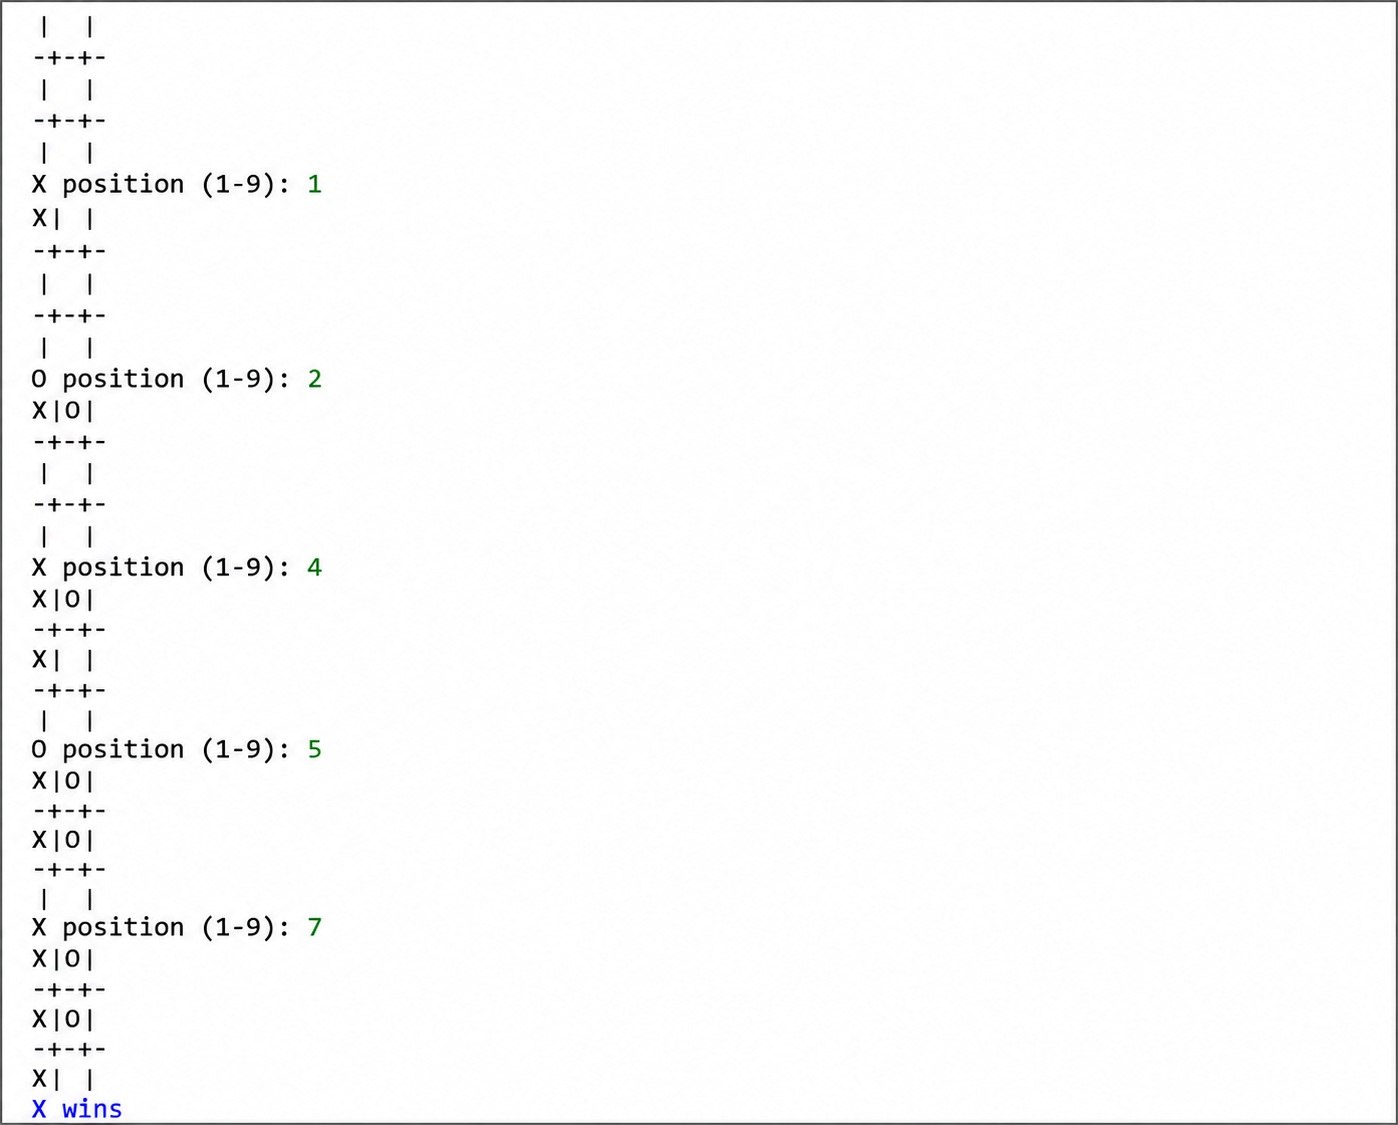 |  |
-+-+-
 |  |
-+-+-
 |  |
X position (1-9): 1
X| |
-+-+-
 |  |
-+-+-
 |  |
O position (1-9): 2
X|O|
-+-+-
 |  |
-+-+-
 |  |
X position (1-9): 4
X|O|
-+-+-
X| |
-+-+-
 |  |
O position (1-9): 5
X|O|
-+-+-
X|O|
-+-+-
 |  |
X position (1-9): 7
X|O|
-+-+-
X|O|
-+-+-
X| |
X wins